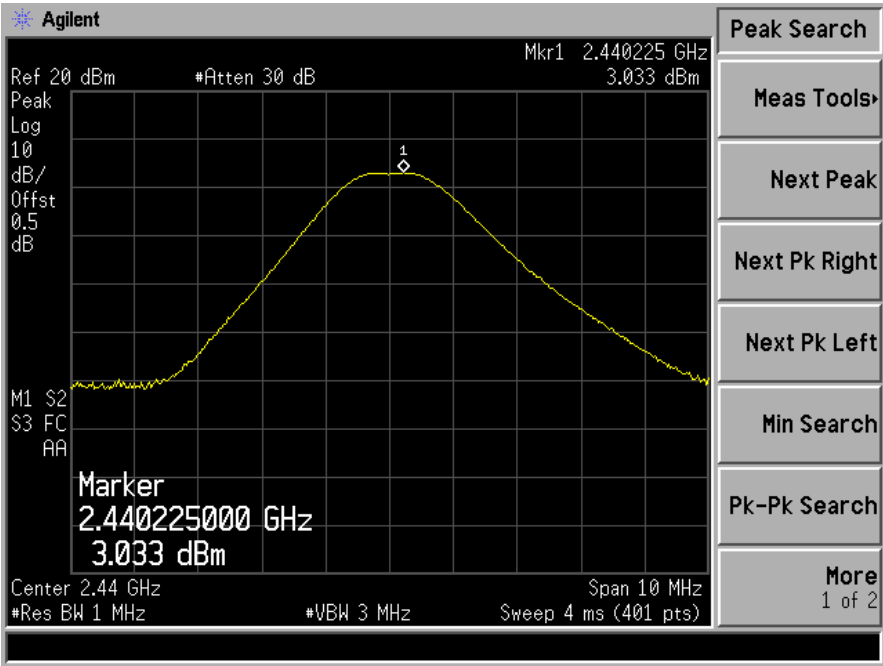 Agilent
Peak Search
Mkr1 2.440225 GHz
Ref 20 dBm #Atten 30 dB 3.033 dBm
Peak
Log
10
dB/
Offst
0.5
dB
1
M1 S2
S3 FC
AA
Marker
2.440225000 GHz
3.033 dBm
Center 2.44 GHz Span 10 MHz
#Res BW 1 MHz #VBW 3 MHz Sweep 4 ms (401 pts)
Meas Tools▸
Next Peak
Next Pk Right
Next Pk Left
Min Search
Pk-Pk Search
More
1 of 2